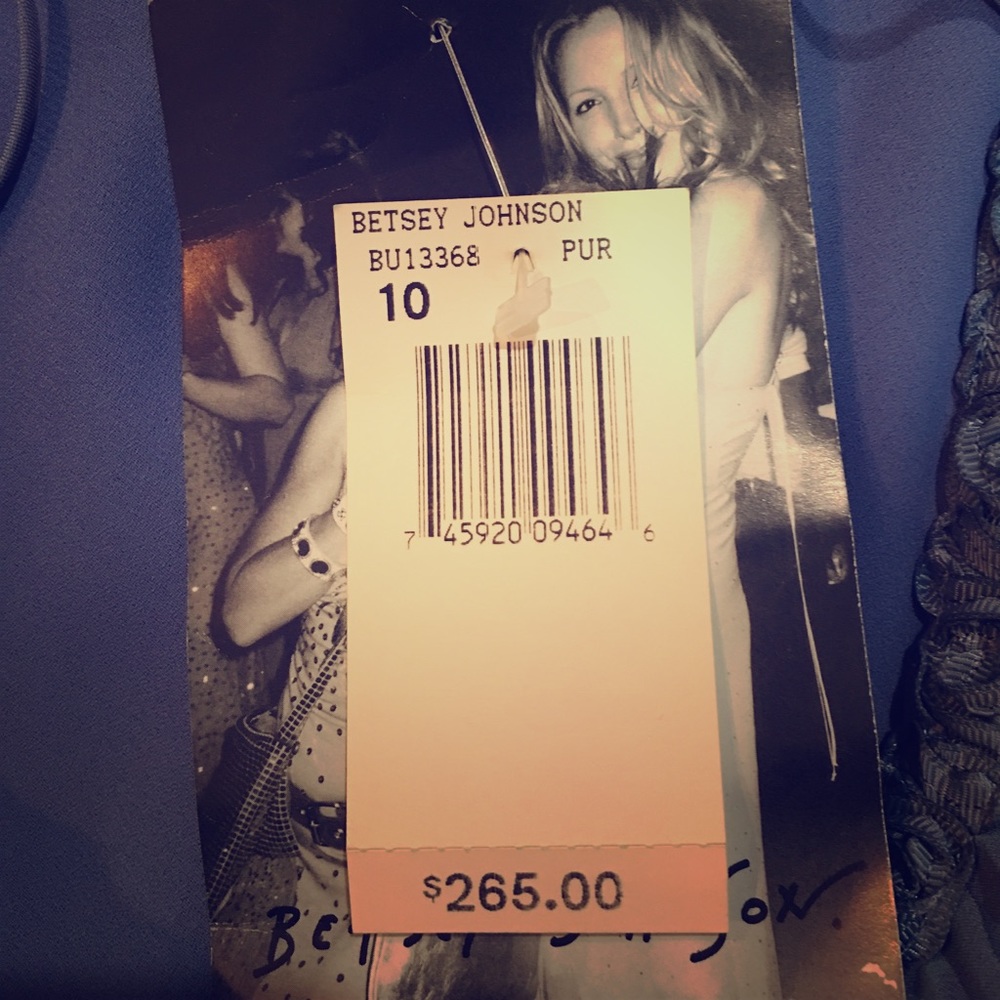 BETSEY JOHNSON
BU13368 PUR
10
7 45920 09464 6
$265.00